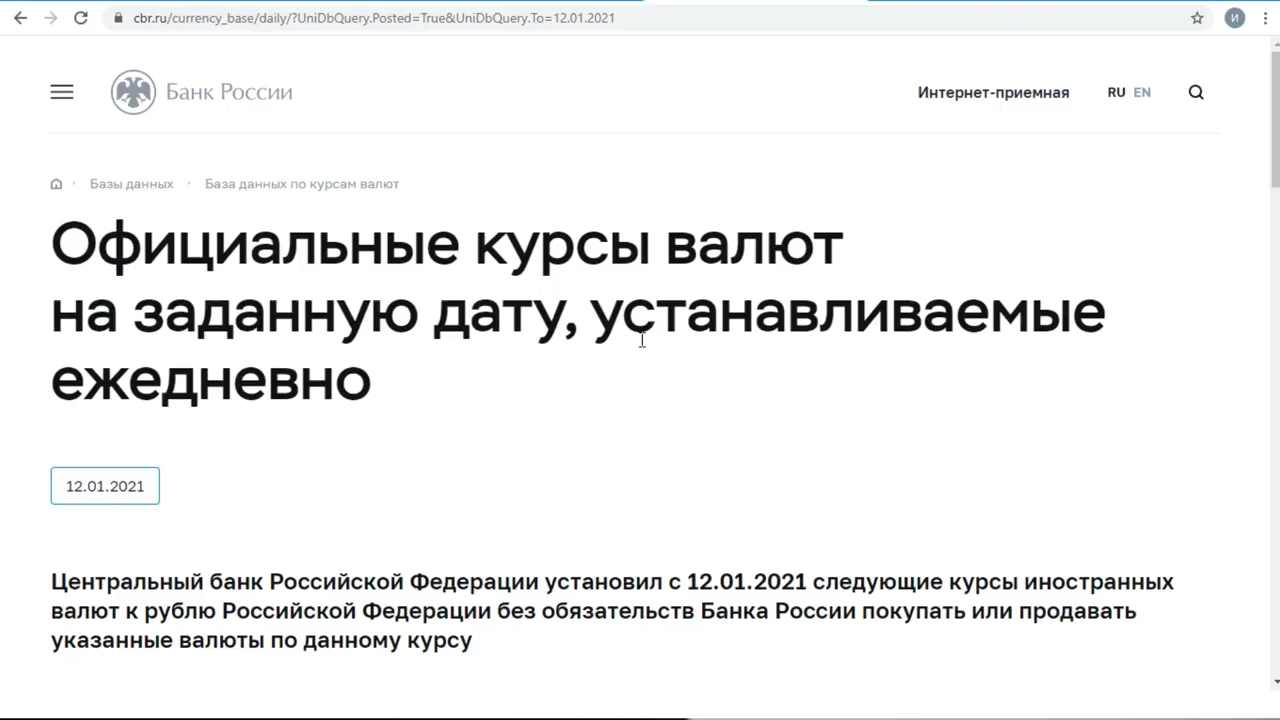 cbr.ru/currency_base/daily/?UniDbQuery.Posted=True&UniDbQuery.To=12.01.2021
И
Банк России
Интернет-приемная
RU EN
Базы данных · База данных по курсам валют
Официальные курсы валют
на заданную дату, устанавливаемые
ежедневно
12.01.2021
Центральный банк Российской Федерации установил с 12.01.2021 следующие курсы иностранных
валют к рублю Российской Федерации без обязательств Банка России покупать или продавать
указанные валюты по данному курсу